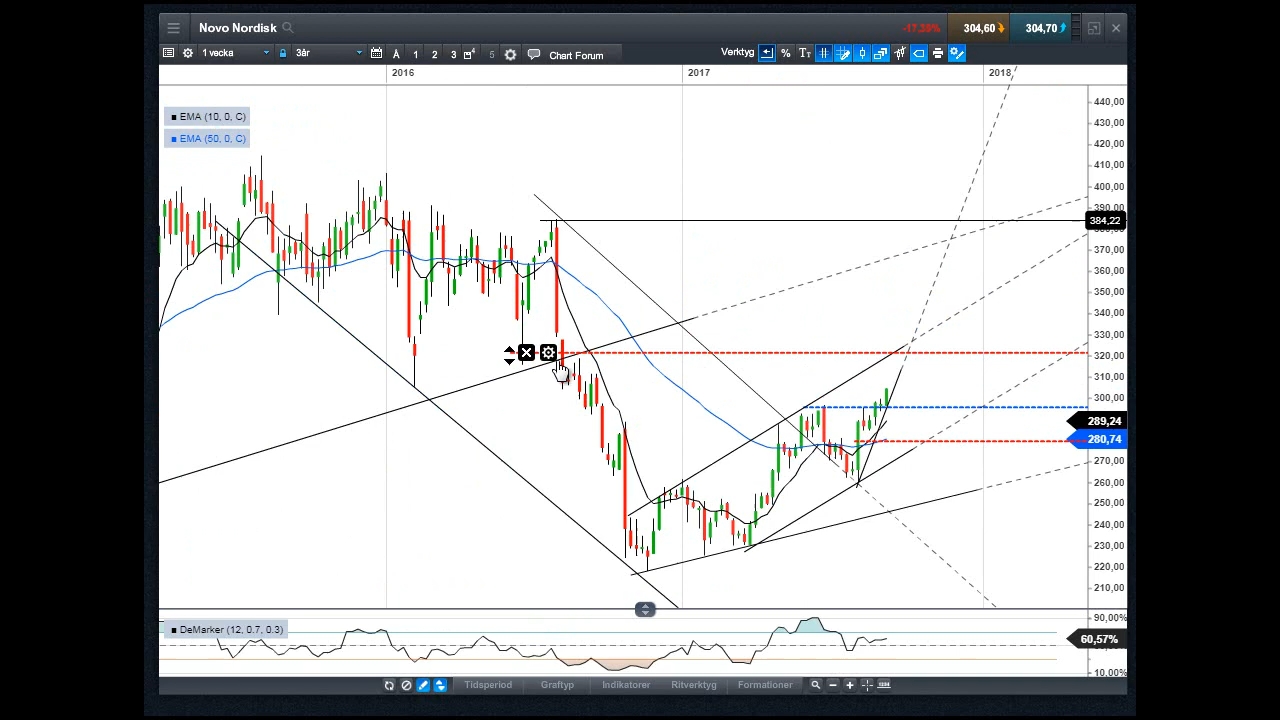 Novo Nordisk
-17,39%
304,60
304,70
1 vecka
3år
A
1
2
3
5
Chart Forum
Verktyg
%
2016
2017
2018
EMA (10, 0, C)
EMA (50, 0, C)
440,00
430,00
420,00
410,00
400,00
390,00
384,22
370,00
360,00
350,00
340,00
330,00
320,00
310,00
300,00
289,24
280,74
270,00
260,00
250,00
240,00
230,00
220,00
210,00
DeMarker (12, 0.7, 0.3)
90,00%
60,57%
10,00%
Tidsperiod
Graftyp
Indikatorer
Ritverktyg
Formationer